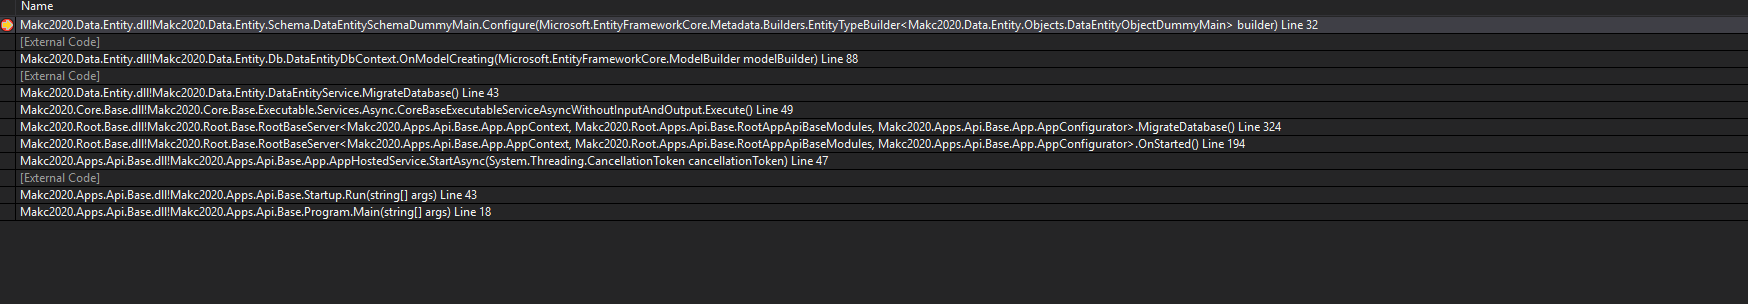 Name
Makc2020.Data.Entity.dll!Makc2020.Data.Entity.Schema.DataEntitySchemaDummyMain.Configure(Microsoft.EntityFrameworkCore.Metadata.Builders.EntityTypeBuilder<Makc2020.Data.Entity.Objects.DataEntityObjectDummyMain> builder) Line 32
[External Code]
Makc2020.Data.Entity.dll!Makc2020.Data.Entity.Db.DataEntityDbContext.OnModelCreating(Microsoft.EntityFrameworkCore.ModelBuilder modelBuilder) Line 88
[External Code]
Makc2020.Data.Entity.dll!Makc2020.Data.Entity.DataEntityService.MigrateDatabase() Line 43
Makc2020.Core.Base.dll!Makc2020.Core.Base.Executable.Services.Async.CoreBaseExecutableServiceAsyncWithoutInputAndOutput.Execute() Line 49
Makc2020.Root.Base.dll!Makc2020.Root.Base.RootBaseServer<Makc2020.Apps.Api.Base.App.AppContext, Makc2020.Root.Apps.Api.Base.RootAppApiBaseModules, Makc2020.Apps.Api.Base.App.AppConfigurator>.MigrateDatabase() Line 324
Makc2020.Root.Base.dll!Makc2020.Root.Base.RootBaseServer<Makc2020.Apps.Api.Base.App.AppContext, Makc2020.Root.Apps.Api.Base.RootAppApiBaseModules, Makc2020.Apps.Api.Base.App.AppConfigurator>.OnStarted() Line 194
Makc2020.Apps.Api.Base.dll!Makc2020.Apps.Api.Base.App.AppHostedService.StartAsync(System.Threading.CancellationToken cancellationToken) Line 47
[External Code]
Makc2020.Apps.Api.Base.dll!Makc2020.Apps.Api.Base.Startup.Run(string[] args) Line 43
Makc2020.Apps.Api.Base.dll!Makc2020.Apps.Api.Base.Program.Main(string[] args) Line 18